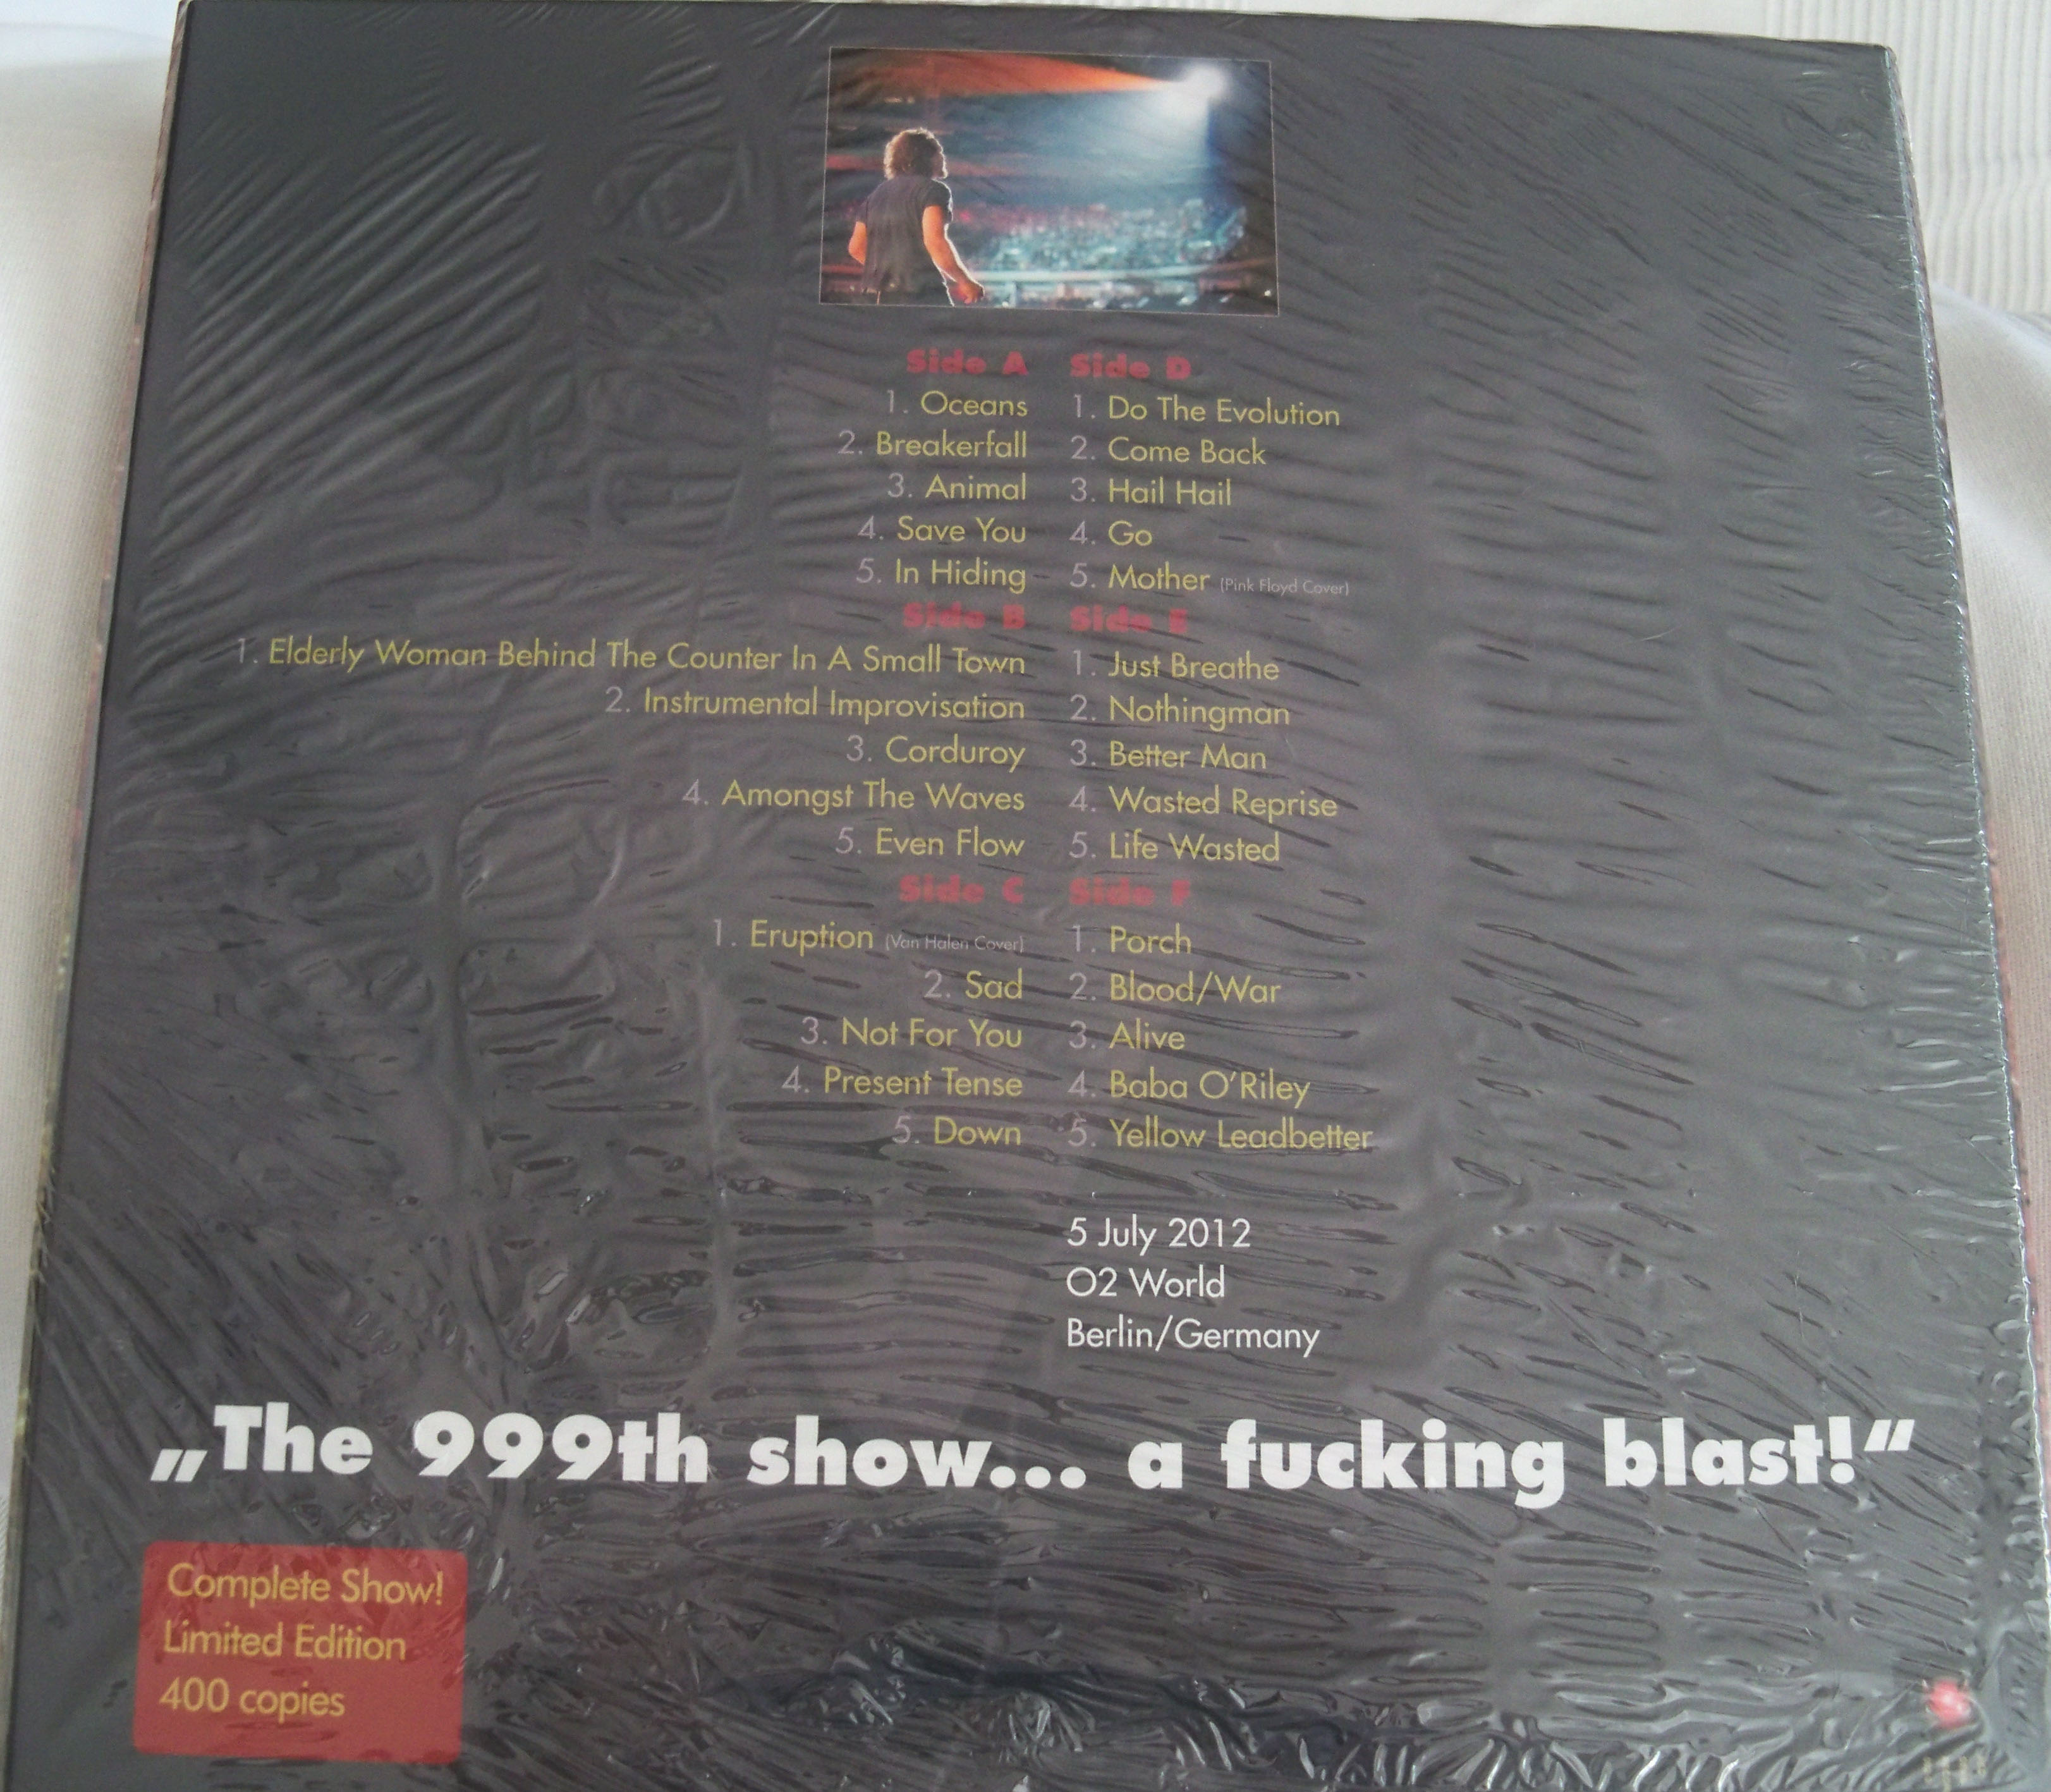 Side A
1. Oceans
2. Breakerfall
3. Animal
4. Save You
5. In Hiding
Side B
1. Elderly Woman Behind The Counter In A Small Town
2. Instrumental Improvisation
3. Corduroy
4. Amongst The Waves
5. Even Flow
Side C
1. Eruption (Van Halen Cover)
2. Sad
3. Not For You
4. Present Tense
5. Down
Side D
1. Do The Evolution
2. Come Back
3. Hail Hail
4. Go
5. Mother (Pink Floyd Cover)
Side E
1. Just Breathe
2. Nothingman
3. Better Man
4. Wasted Reprise
5. Life Wasted
Side F
1. Porch
2. Blood/War
3. Alive
4. Baba O'Riley
5. Yellow Leadbetter
5 July 2012
O2 World
Berlin/Germany
„The 999th show... a fucking blast!“
Complete Show!
Limited Edition
400 copies